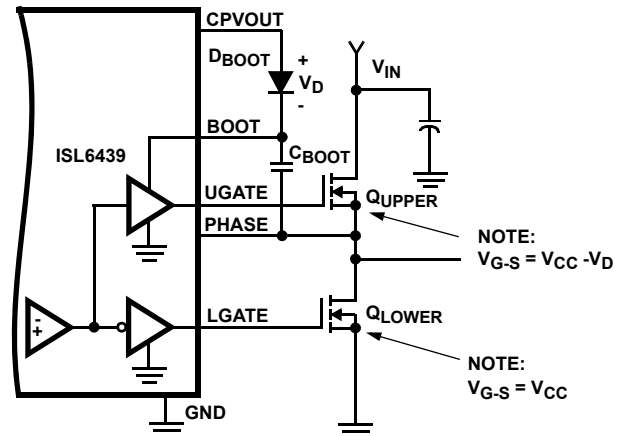 CPVOUT
DBOOT
+
VD
-
VIN
BOOT
CBOOT
ISL6439
UGATE
QUPPER
PHASE
NOTE:
VG-S = VCC -VD
-
+
LGATE
QLOWER
NOTE:
VG-S = VCC
GND